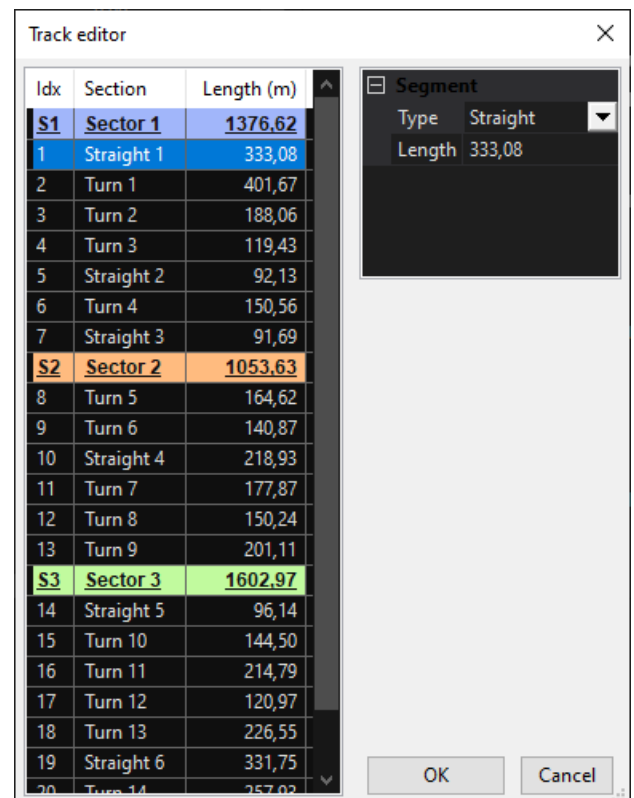 Track editor
Idx Section Length (m)
S1 Sector 1 1376,62
1 Straight 1 333,08
2 Turn 1 401,67
3 Turn 2 188,06
4 Turn 3 119,43
5 Straight 2 92,13
6 Turn 4 150,56
7 Straight 3 91,69
S2 Sector 2 1053,63
8 Turn 5 164,62
9 Turn 6 140,87
10 Straight 4 218,93
11 Turn 7 177,87
12 Turn 8 150,24
13 Turn 9 201,11
S3 Sector 3 1602,97
14 Straight 5 96,14
15 Turn 10 144,50
16 Turn 11 214,79
17 Turn 12 120,97
18 Turn 13 226,55
19 Straight 6 331,75
20 Turn 14 257,93
Segment
Type Straight
Length 333,08
OK Cancel